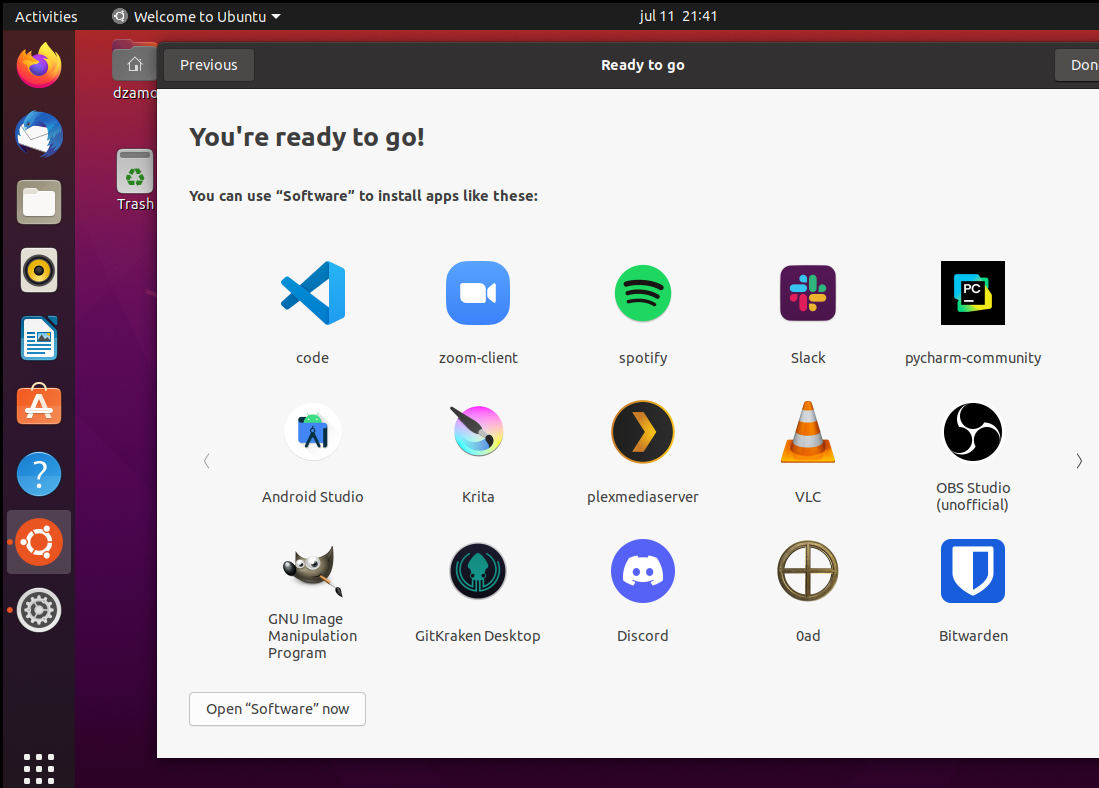 Activities
Welcome to Ubuntu
jul 11 21:41
Previous
Ready to go
Don
dzamo
Trash
You're ready to go!
You can use “Software” to install apps like these:
code
zoom-client
spotify
Slack
PC
pycharm-community
Android Studio
Krita
plexmediaserver
VLC
OBS Studio
(unofficial)
GNU Image
Manipulation
Program
GitKraken Desktop
Discord
0ad
Bitwarden
Open “Software” now